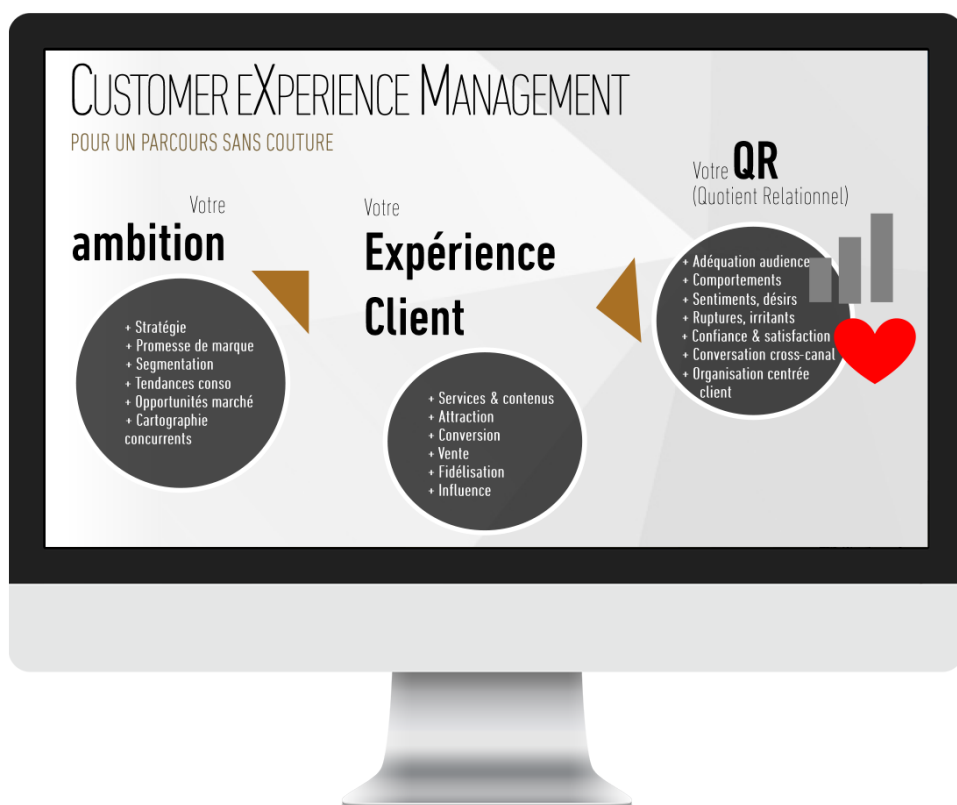 CUSTOMER EXPERIENCE MANAGEMENT
POUR UN PARCOURS SANS COUTURE
Votre
ambition
+ Stratégie
+ Promesse de marque
+ Segmentation
+ Tendances conso
+ Opportunités marché
+ Cartographie
concurrents
Votre
Expérience
Client
+ Services & contenus
+ Attraction
+ Conversion
+ Vente
+ Fidélisation
+ Influence
Votre QR
(Quotient Relationnel)
+ Adéquation audience
+ Comportements
+ Sentiments, désirs
+ Ruptures, irritants
+ Confiance & satisfaction
+ Conversation cross-canal
+ Organisation centrée
client